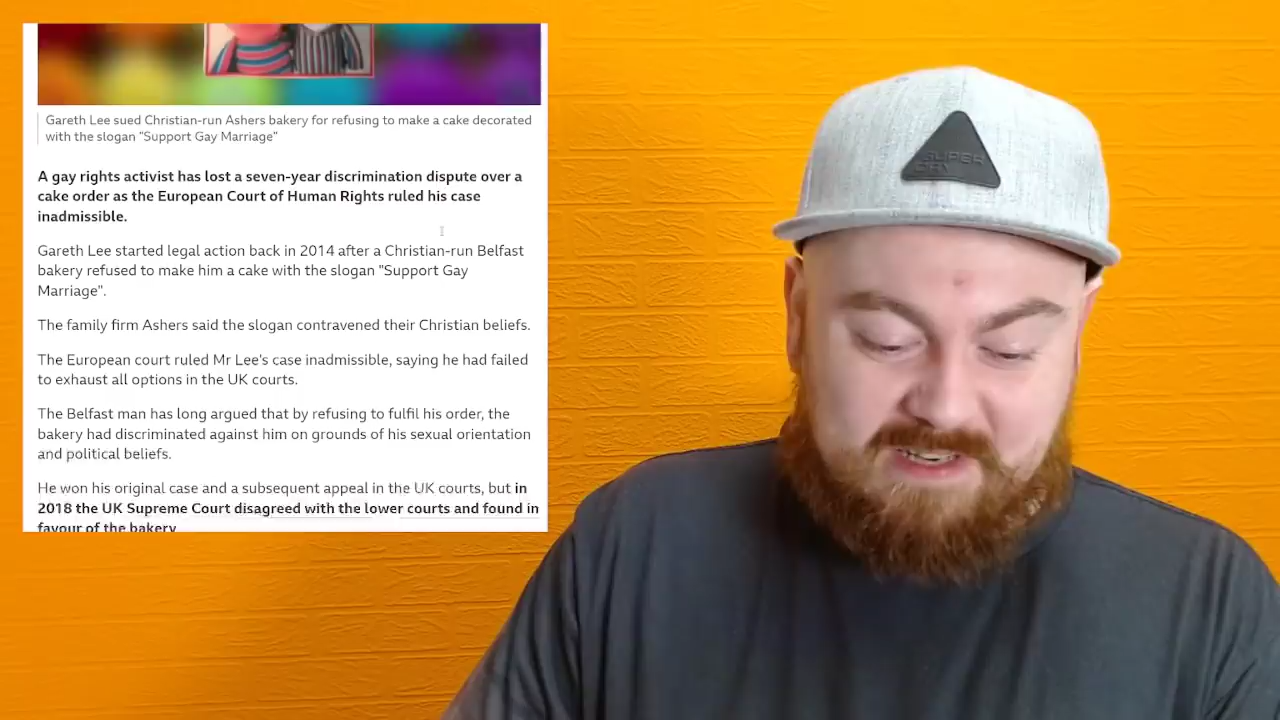 Gareth Lee sued Christian-run Ashers bakery for refusing to make a cake decorated
with the slogan "Support Gay Marriage"
A gay rights activist has lost a seven-year discrimination dispute over a
cake order as the European Court of Human Rights ruled his case
inadmissible.
Gareth Lee started legal action back in 2014 after a Christian-run Belfast
bakery refused to make him a cake with the slogan "Support Gay
Marriage".
The family firm Ashers said the slogan contravened their Christian beliefs.
The European court ruled Mr Lee's case inadmissible, saying he had failed
to exhaust all options in the UK courts.
The Belfast man has long argued that by refusing to fulfil his order, the
bakery had discriminated against him on grounds of his sexual orientation
and political beliefs.
He won his original case and a subsequent appeal in the UK courts, but in
2018 the UK Supreme Court disagreed with the lower courts and found in
favour of the bakery
SUPER